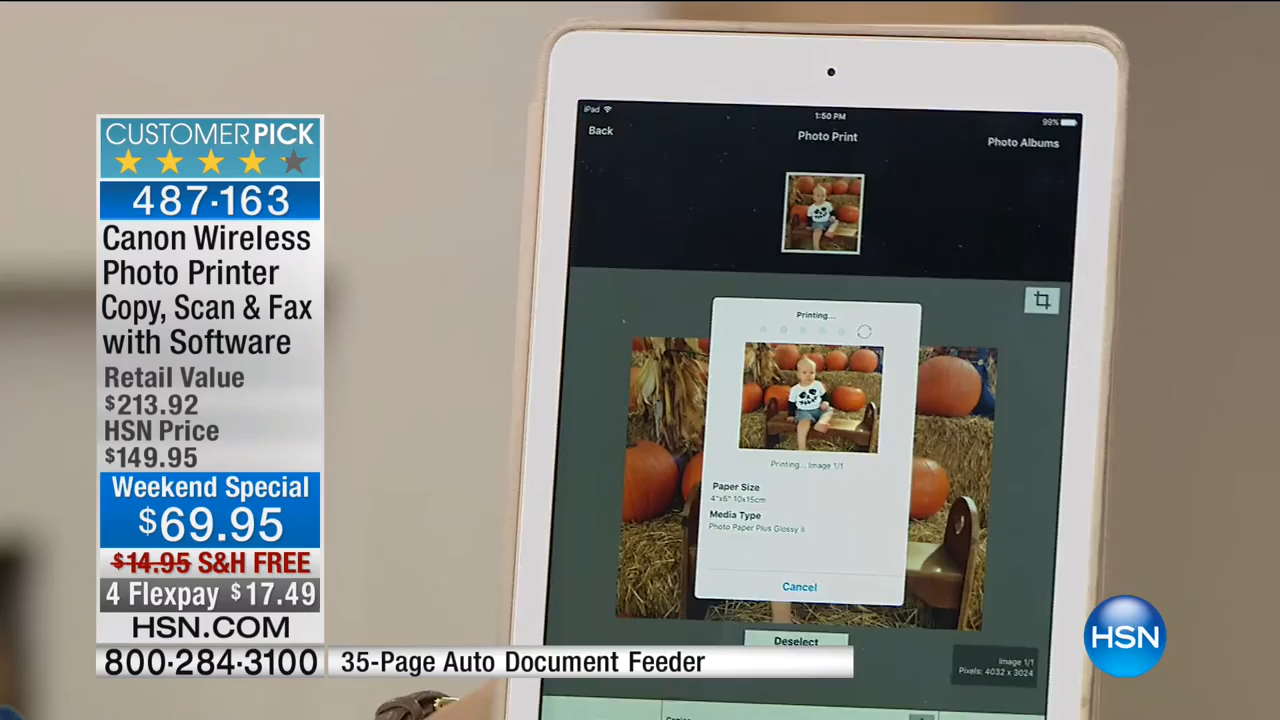 CUSTOMER PICK
487-163
Canon Wireless
Photo Printer
Copy, Scan & Fax
with Software
Retail Value
$213.92
HSN Price
$149.95
Weekend Special
$69.95
$14.95 S&H FREE
4 Flexpay $17.49
HSN.COM
800-284-3100
35-Page Auto Document Feeder
iPad
1:50 PM
99%
Back
Photo Print
Photo Albums
Printing...
Printing... Image 1/1
Paper Size
4"x6" 10x15cm
Media Type
Photo Paper Plus Glossy II
Cancel
Deselect
Image 1/1
Pixels: 4032 x 3024
HSN